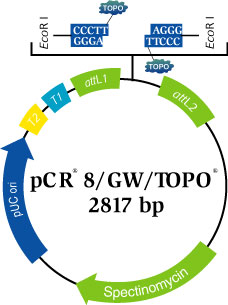 TOPO
EcoR I
CCCTT
GGGA
AGGG
TTCCC
EcoR I
TOPO
attL1
attL2
T1
T2
pCR® 8/GW/TOPO®
2817 bp
pUC ori
Spectinomycin